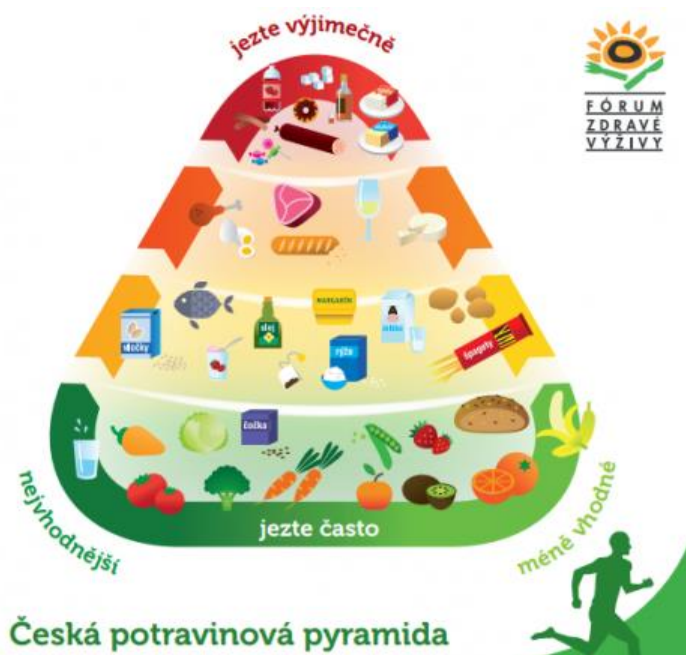 jezte výjimečně
FÓRUM
ZDRAVÉ
VÝŽIVY
MARGARÍN
olej
vločky
rýže
špagety
čočka
nejvhodnější
jezte často
méně vhodné
Česká potravinová pyramida